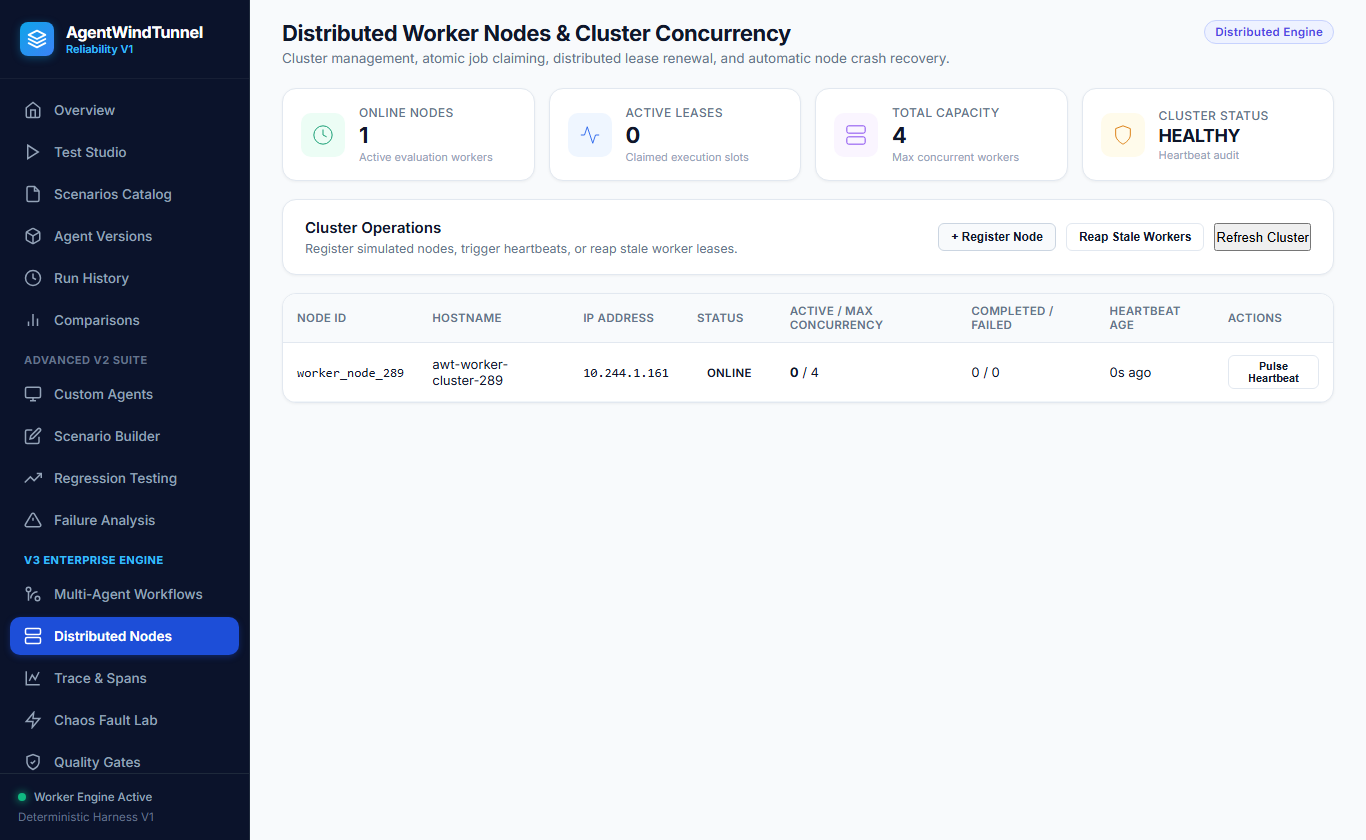 AgentWindTunnel
Reliability V1
Overview
Test Studio
Scenarios Catalog
Agent Versions
Run History
Comparisons
ADVANCED V2 SUITE
Custom Agents
Scenario Builder
Regression Testing
Failure Analysis
V3 ENTERPRISE ENGINE
Multi-Agent Workflows
Distributed Nodes
Trace & Spans
Chaos Fault Lab
Quality Gates
Worker Engine Active
Deterministic Harness V1
Distributed Worker Nodes & Cluster Concurrency
Cluster management, atomic job claiming, distributed lease renewal, and automatic node crash recovery.
Distributed Engine
ONLINE NODES
1
Active evaluation workers
ACTIVE LEASES
0
Claimed execution slots
TOTAL CAPACITY
4
Max concurrent workers
CLUSTER STATUS
HEALTHY
Heartbeat audit
Cluster Operations
Register simulated nodes, trigger heartbeats, or reap stale worker leases.
+ Register Node
Reap Stale Workers
Refresh Cluster
NODE ID
HOSTNAME
IP ADDRESS
STATUS
ACTIVE / MAX
CONCURRENCY
COMPLETED /
FAILED
HEARTBEAT
AGE
ACTIONS
worker_node_289
awt-worker-
cluster-289
10.244.1.161
ONLINE
0 / 4
0 / 0
0s ago
Pulse
Heartbeat